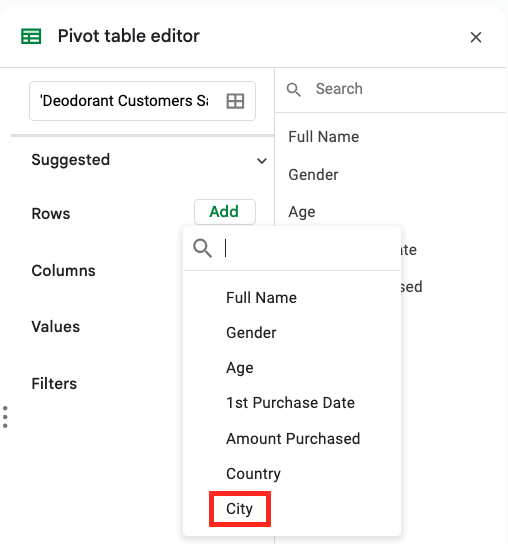 Pivot table editor
'Deodorant Customers Sa
Suggested
Rows
Add
Columns
Values
Filters
Full Name
Gender
Age
1st Purchase Date
Amount Purchased
Country
City
Search
Full Name
Gender
Age
ate
sed